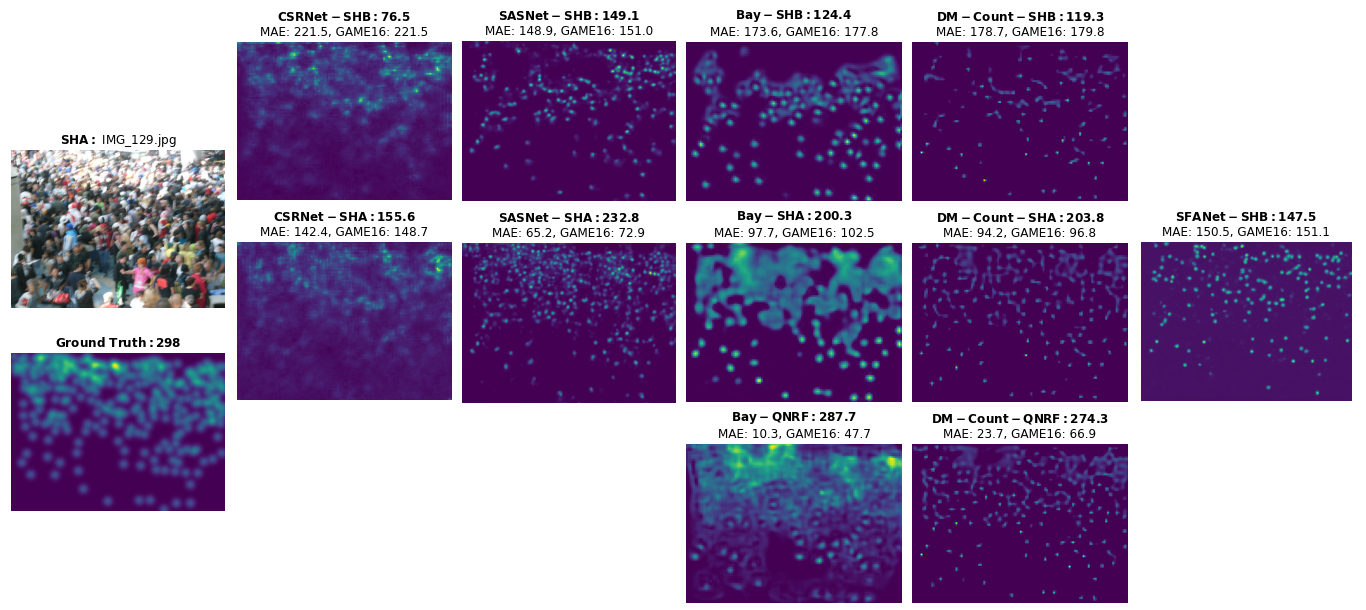 CSRNet−SHB: 76.5
MAE: 221.5, GAME16: 221.5
SASNet−SHB: 149.1
MAE: 148.9, GAME16: 151.0
Bay−SHB: 124.4
MAE: 173.6, GAME16: 177.8
DM−Count−SHB: 119.3
MAE: 178.7, GAME16: 179.8
SHA: IMG_129.jpg
CSRNet−SHA: 155.6
MAE: 142.4, GAME16: 148.7
SASNet−SHA: 232.8
MAE: 65.2, GAME16: 72.9
Bay−SHA: 200.3
MAE: 97.7, GAME16: 102.5
DM−Count−SHA: 203.8
MAE: 94.2, GAME16: 96.8
SFANet−SHB: 147.5
MAE: 150.5, GAME16: 151.1
Ground Truth: 298
Bay−QNRF: 287.7
MAE: 10.3, GAME16: 47.7
DM−Count−QNRF: 274.3
MAE: 23.7, GAME16: 66.9